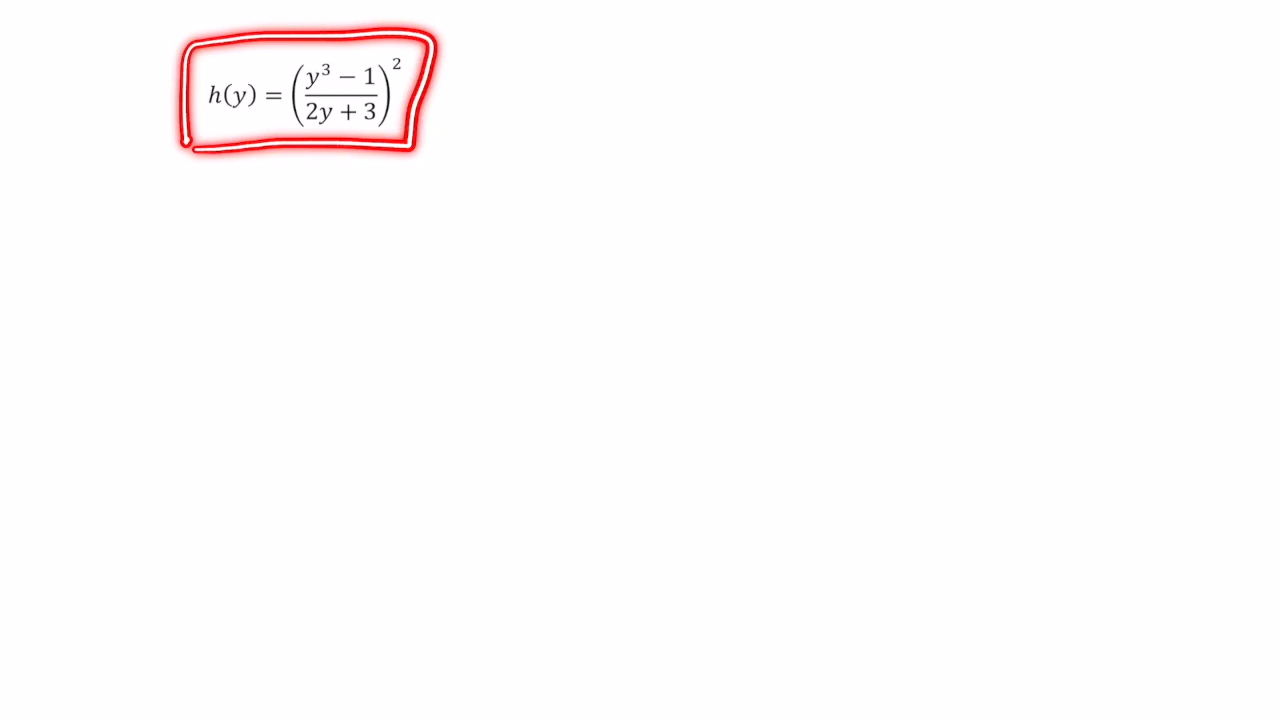 h(y) = ((y³ − 1)/(2y + 3))²